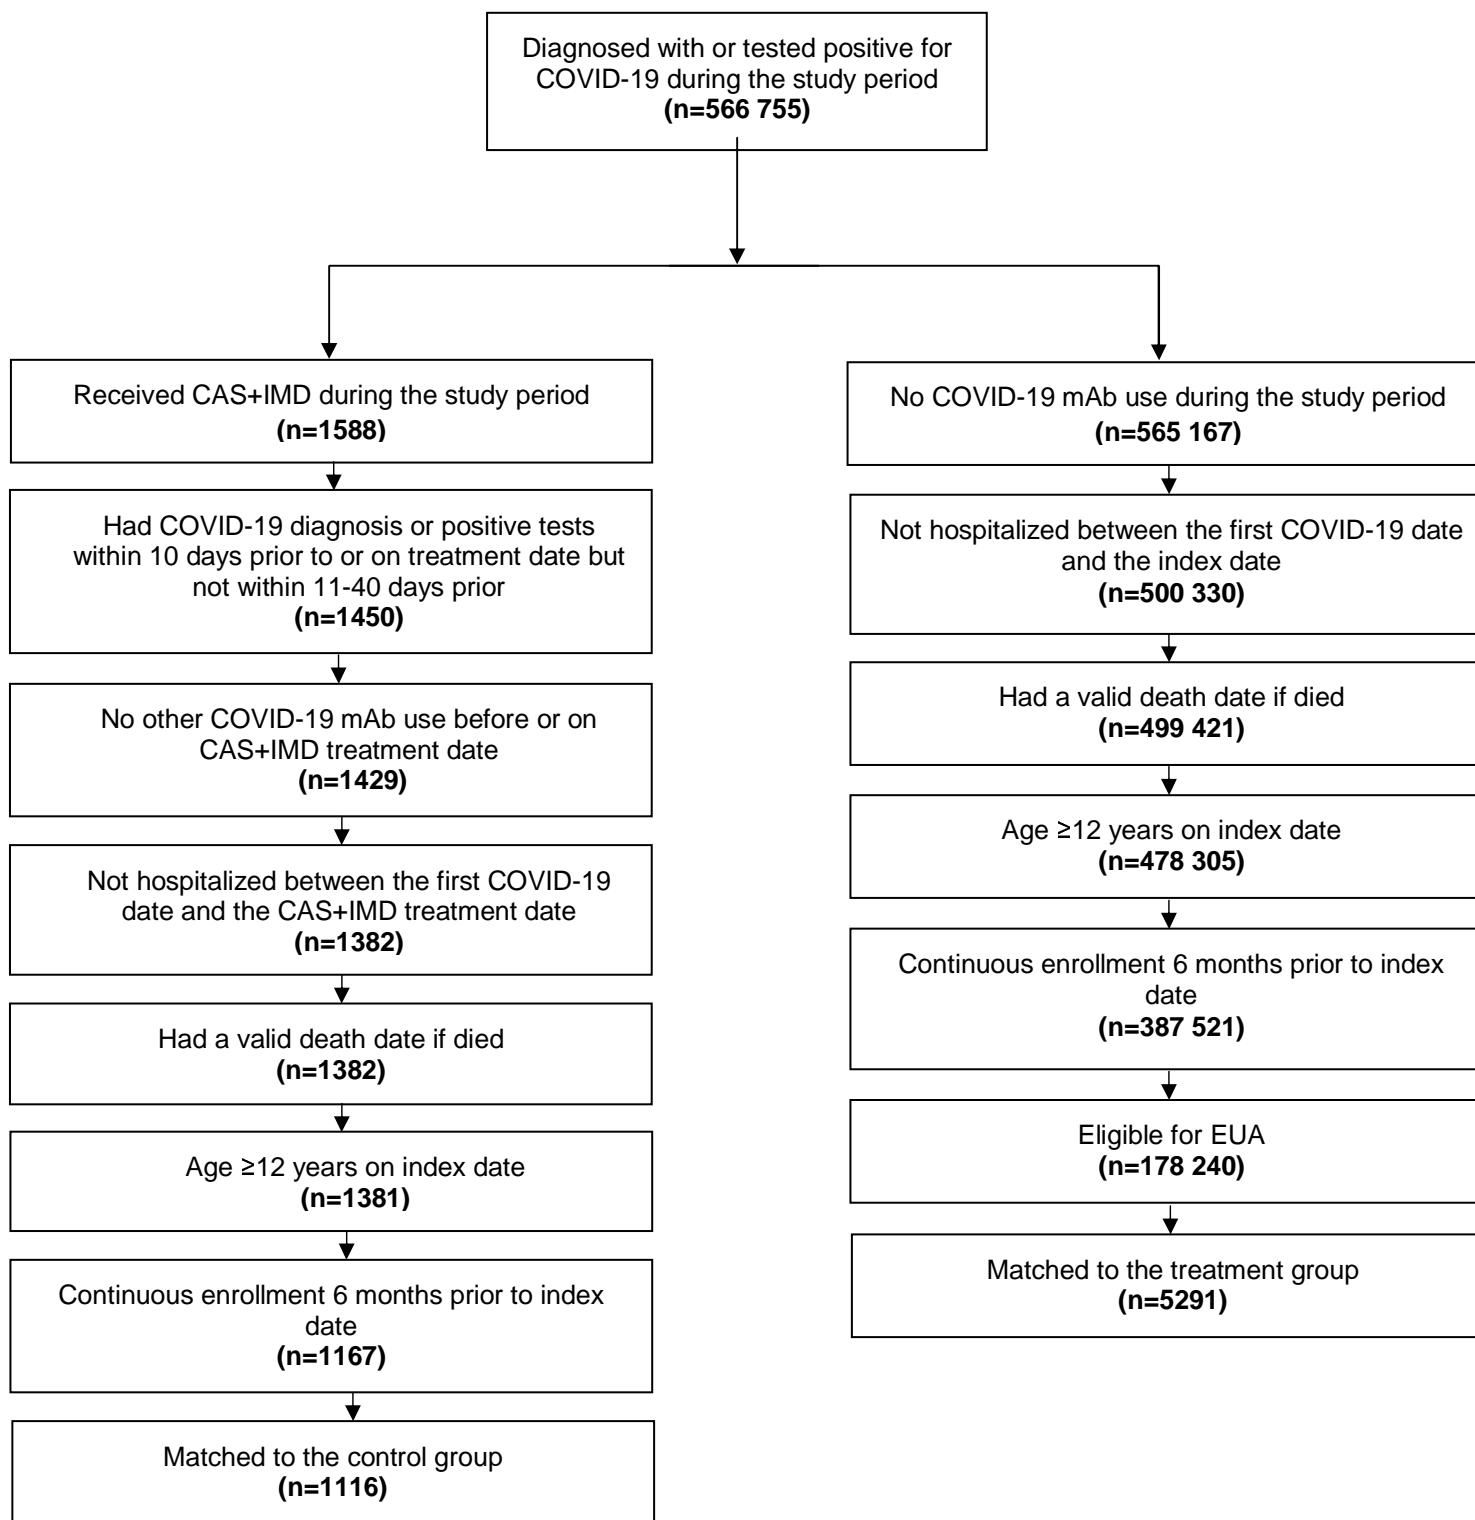 Diagnosed with or tested positive for
COVID-19 during the study period
(n=566 755)
Received CAS+IMD during the study period
(n=1588)
Had COVID-19 diagnosis or positive tests
within 10 days prior to or on treatment date but
not within 11-40 days prior
(n=1450)
No other COVID-19 mAb use before or on
CAS+IMD treatment date
(n=1429)
Not hospitalized between the first COVID-19
date and the CAS+IMD treatment date
(n=1382)
Had a valid death date if died
(n=1382)
Age ≥12 years on index date
(n=1381)
Continuous enrollment 6 months prior to index
date
(n=1167)
Matched to the control group
(n=1116)
No COVID-19 mAb use during the study period
(n=565 167)
Not hospitalized between the first COVID-19 date
and the index date
(n=500 330)
Had a valid death date if died
(n=499 421)
Age ≥12 years on index date
(n=478 305)
Continuous enrollment 6 months prior to index
date
(n=387 521)
Eligible for EUA
(n=178 240)
Matched to the treatment group
(n=5291)